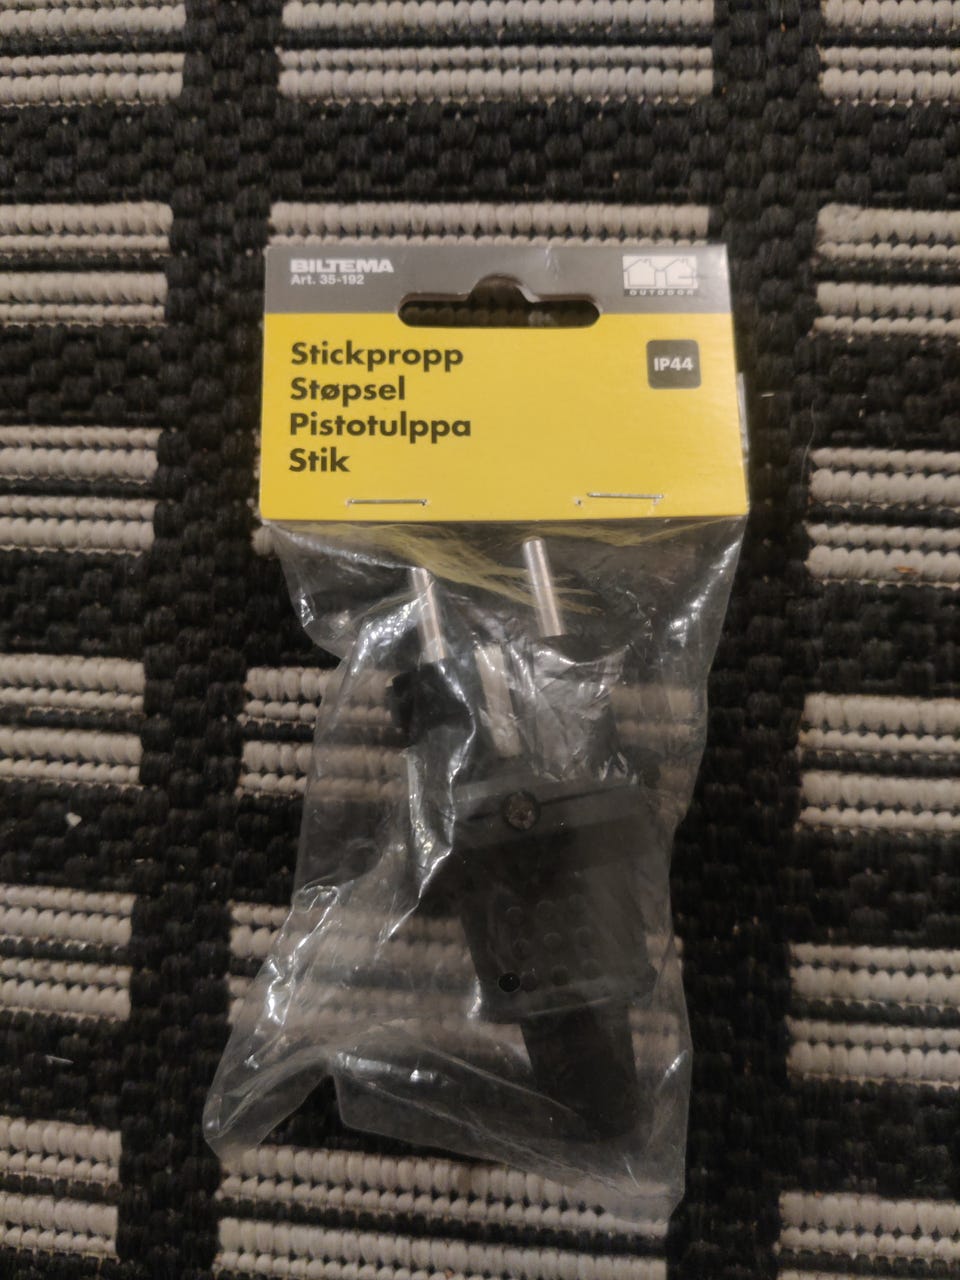 BILTEMA
Art. 35-192
OUTDOOR
Stickpropp
Støpsel
Pistotulppa
Stik
IP44